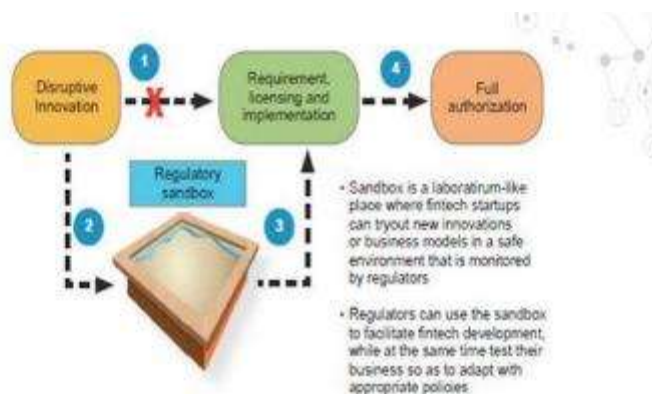 1
4
Disruptive
Innovation
Requirement,
licensing and
implementation
Full
authorization
Regulatory
sandbox
2
3
• Sandbox is a laboratirum-like
place where fintech startups
can tryout new innovations
or business models in a safe
environment that is monitored
by regulators
• Regulators can use the sandbox
to facilitate fintech development,
while at the same time test their
business so as to adapt with
appropriate policies